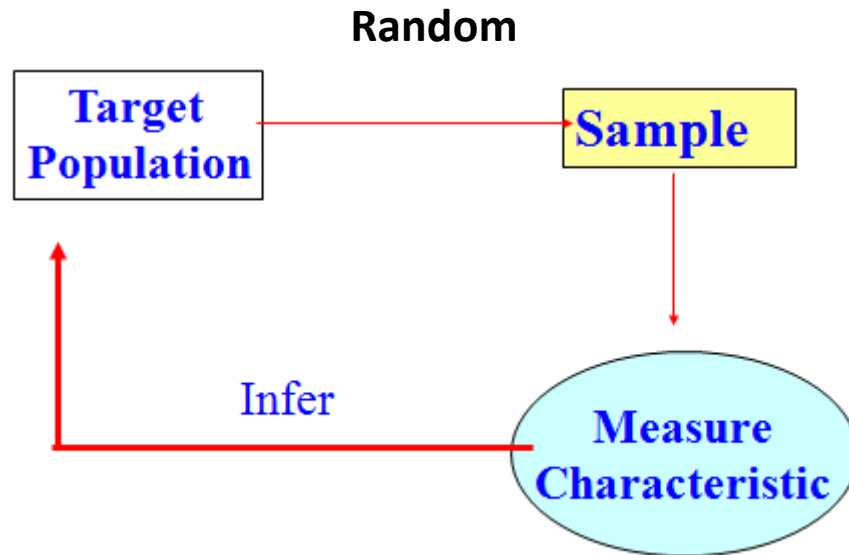 Random
Target
Population
Sample
Infer
Measure
Characteristic